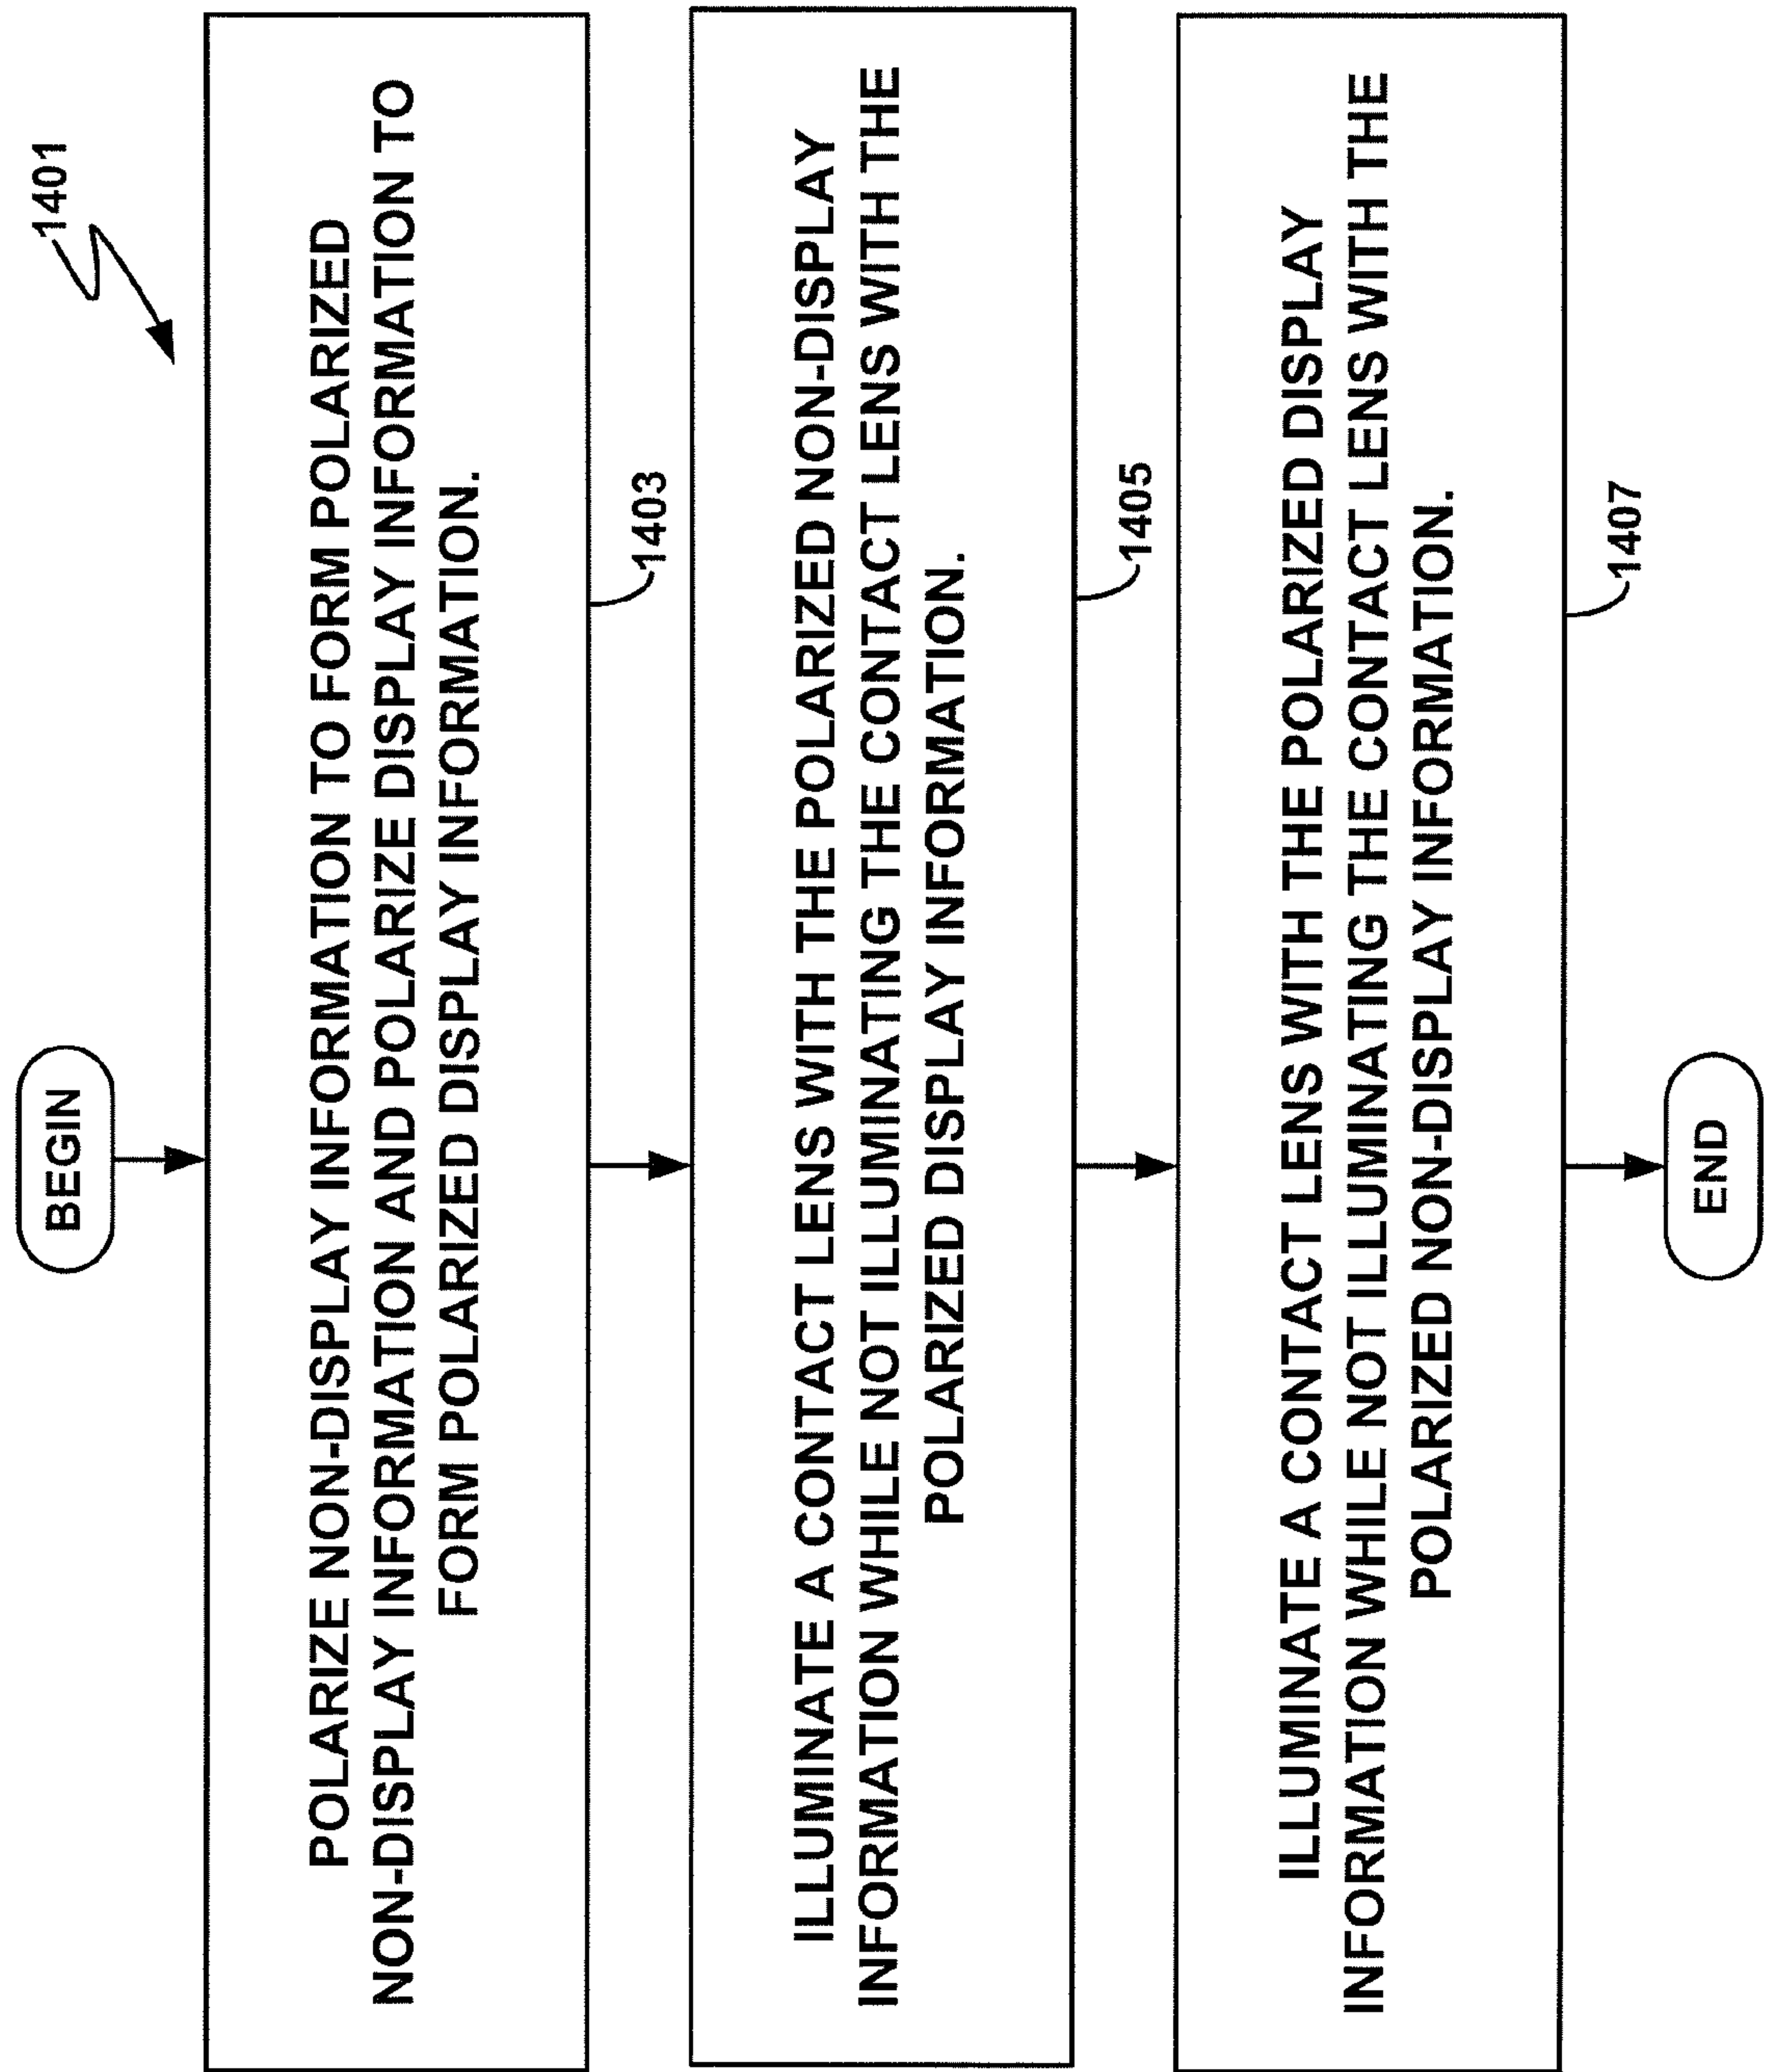 1401
BEGIN
POLARIZE NON-DISPLAY INFORMATION TO FORM POLARIZED
NON-DISPLAY INFORMATION AND POLARIZE DISPLAY INFORMATION TO
FORM POLARIZED DISPLAY INFORMATION.
1403
ILLUMINATE A CONTACT LENS WITH THE POLARIZED NON-DISPLAY
INFORMATION WHILE NOT ILLUMINATING THE CONTACT LENS WITH THE
POLARIZED DISPLAY INFORMATION.
1405
ILLUMINATE A CONTACT LENS WITH THE POLARIZED DISPLAY
INFORMATION WHILE NOT ILLUMINATING THE CONTACT LENS WITH THE
POLARIZED NON-DISPLAY INFORMATION.
1407
END